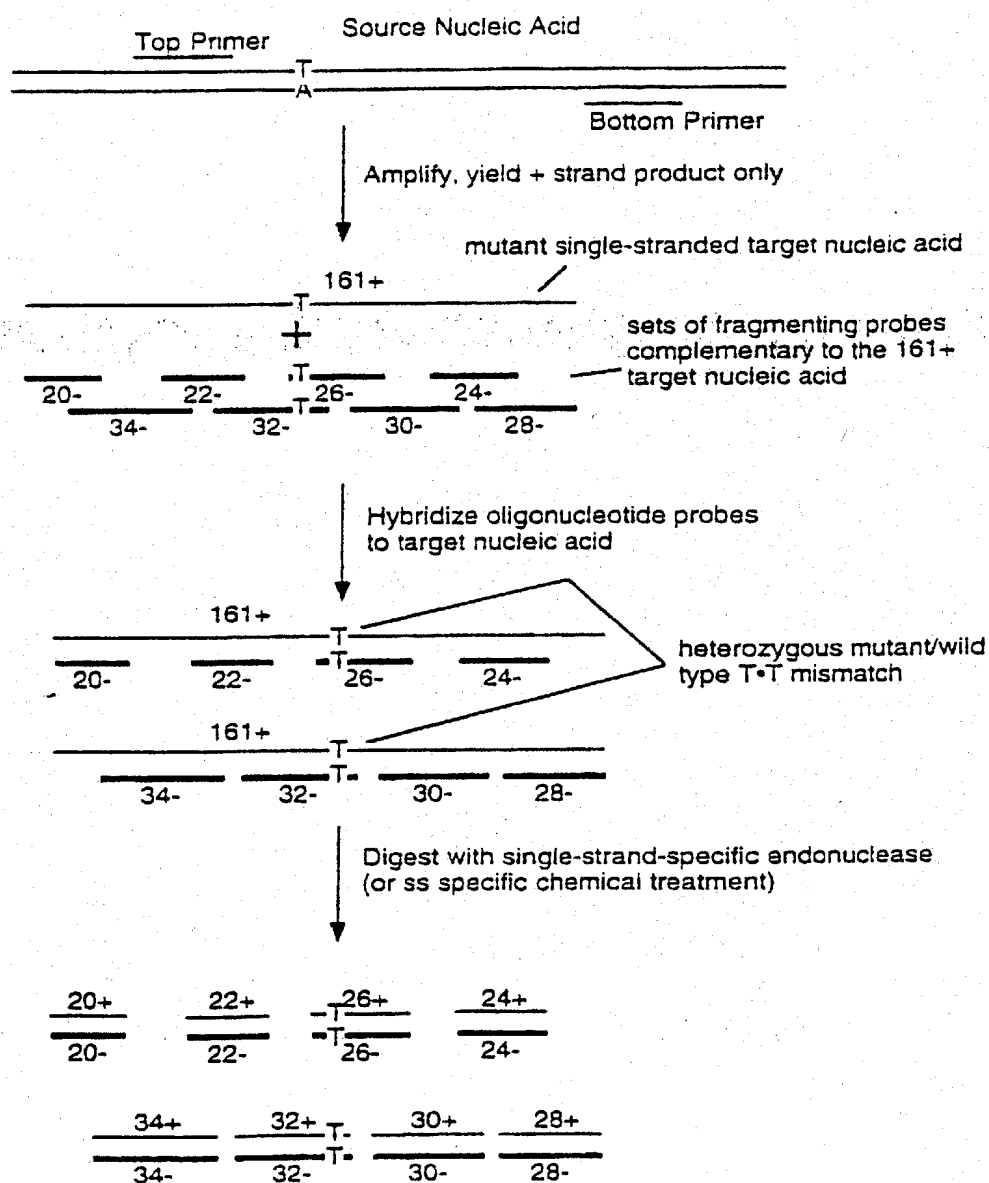 Source Nucleic Acid
Top Primer
T
A
Bottom Primer
Amplify, yield + strand product only
mutant single-stranded target nucleic acid
161+
T
+
sets of fragmenting probes
complementary to the 161+
target nucleic acid
T
20- 22- 26- 24-
T
34- 32- 30- 28-
Hybridize oligonucleotide probes
to target nucleic acid
161+
T
T
20- 22- 26- 24-
heterozygous mutant/wild
type T•T mismatch
161+
T
T
34- 32- 30- 28-
Digest with single-strand-specific endonuclease
(or ss specific chemical treatment)
20+ 22+ 26+ 24+
T
T
20- 22- 26- 24-
34+ 32+ 30+ 28+
T
T
34- 32- 30- 28-